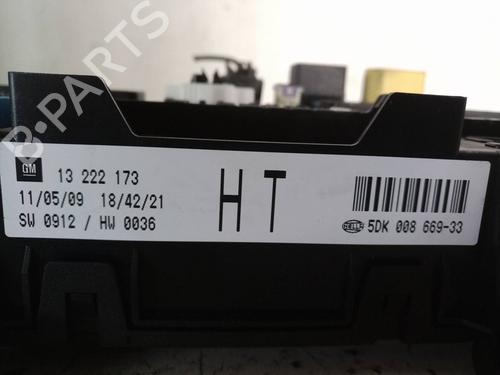 B-PARTS
GM 13 222 173
11/05/09 18/42/21
SW 0912 / HW 0036
HT
HELLA 5DK 008 669-33